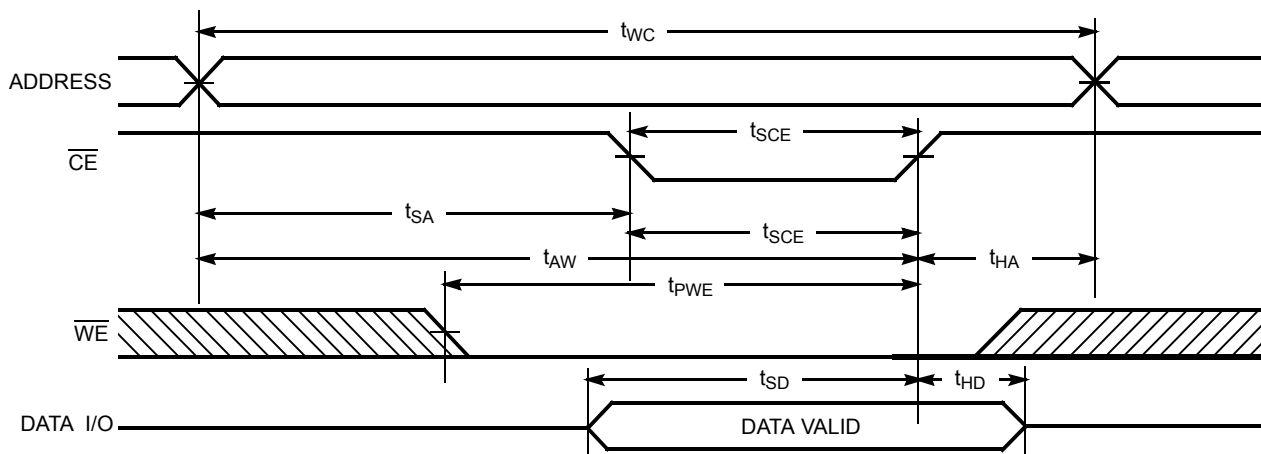 tWC
ADDRESS
tSCE
CE
tSA
tSCE
tAW
tHA
tPWE
WE
tSD
tHD
DATA I/O
DATA VALID